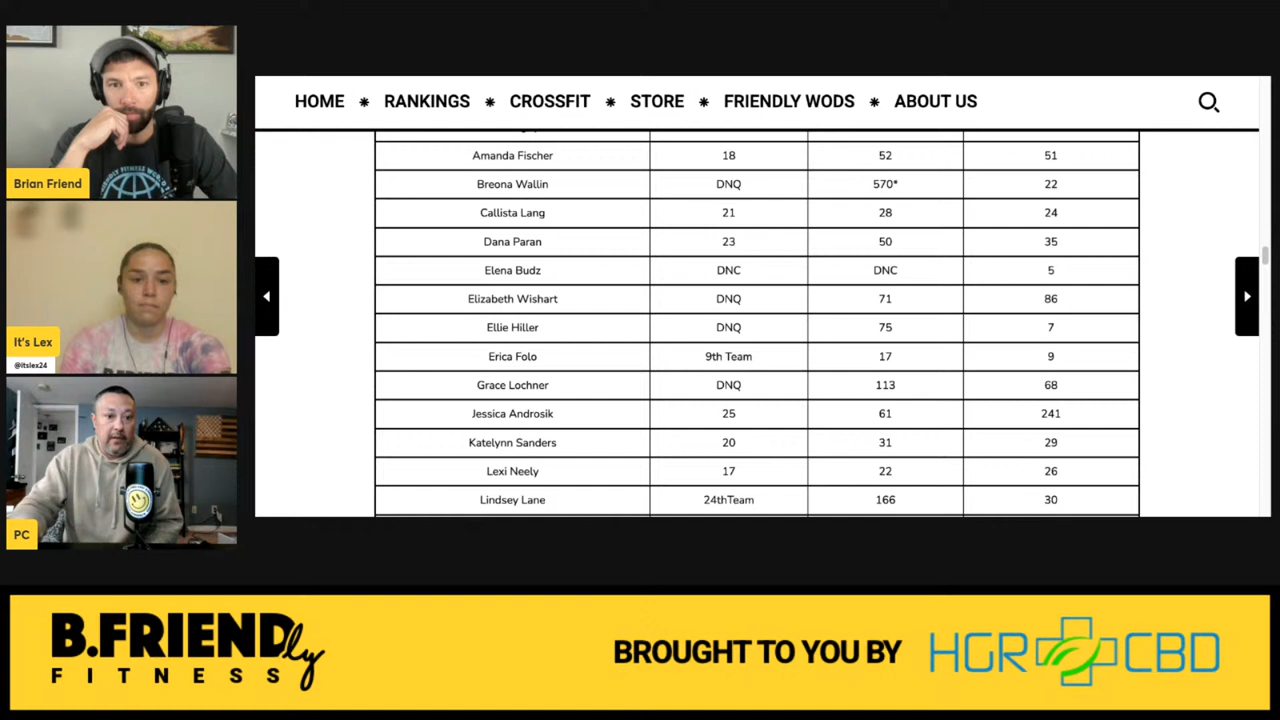 Brian Friend
It's Lex
@itslex24
PC
HOME * RANKINGS * CROSSFIT * STORE * FRIENDLY WODS * ABOUT US
Amanda Fischer 18 52 51
Breona Wallin DNQ 570* 22
Callista Lang 21 28 24
Dana Paran 23 50 35
Elena Budz DNC DNC 5
Elizabeth Wishart DNQ 71 86
Ellie Hiller DNQ 75 7
Erica Folo 9th Team 17 9
Grace Lochner DNQ 113 68
Jessica Androsik 25 61 241
Katelynn Sanders 20 31 29
Lexi Neely 17 22 26
Lindsey Lane 24thTeam 166 30
B.FRIENDly
FITNESS
BROUGHT TO YOU BY
HGR CBD